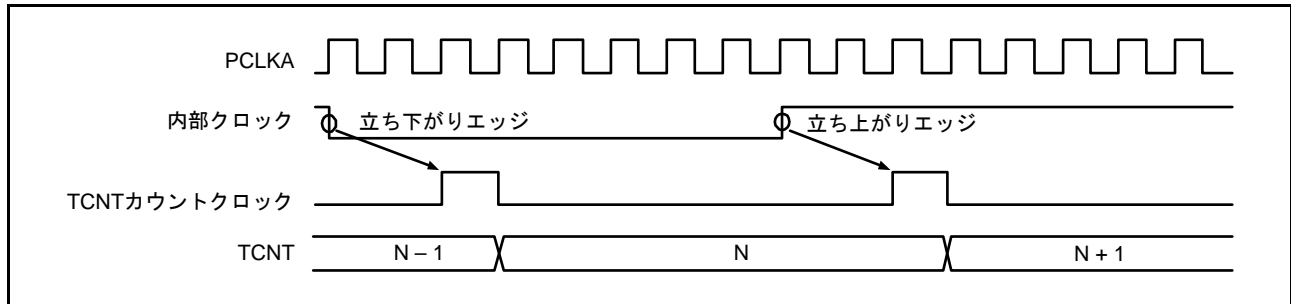 PCLKA
内部クロック
立ち下がりエッジ
立ち上がりエッジ
TCNTカウントクロック
TCNT
N – 1
N
N + 1